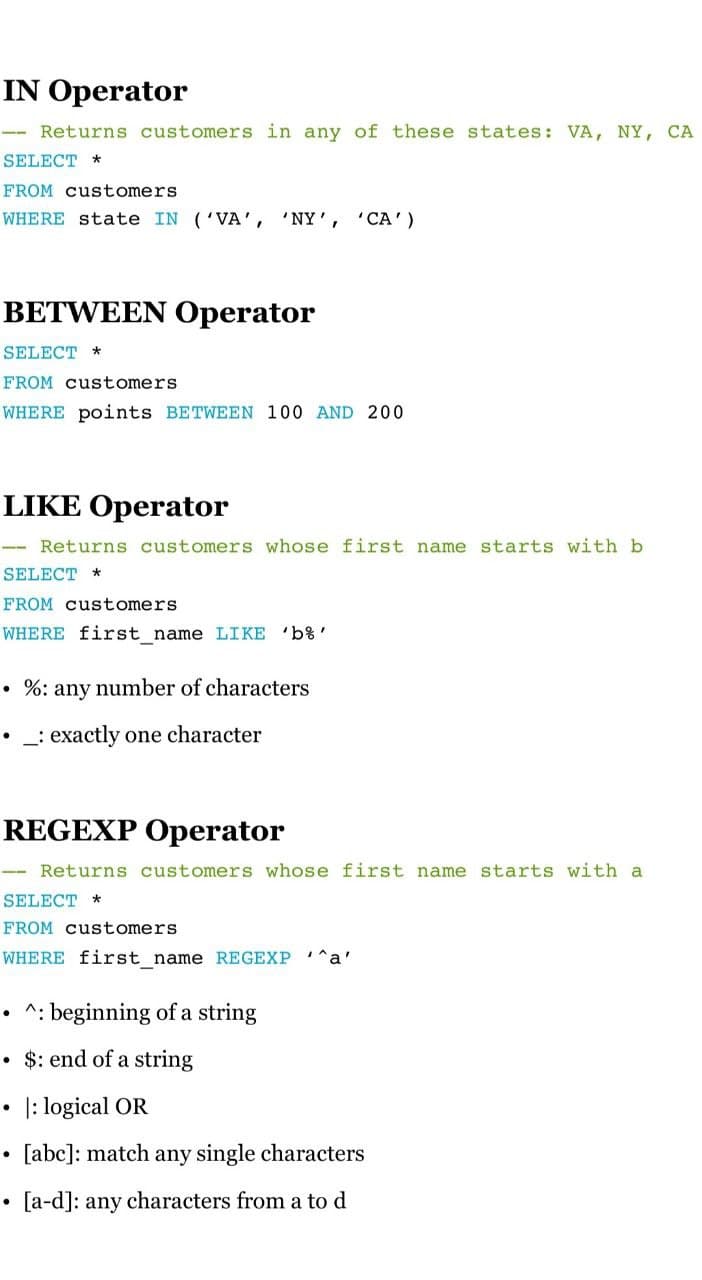 IN Operator
–– Returns customers in any of these states: VA, NY, CA
SELECT *
FROM customers
WHERE state IN (‘VA’, ‘NY’, ‘CA’)
BETWEEN Operator
SELECT *
FROM customers
WHERE points BETWEEN 100 AND 200
LIKE Operator
–– Returns customers whose first name starts with b
SELECT *
FROM customers
WHERE first_name LIKE ‘b%’
• %: any number of characters
• _: exactly one character
REGEXP Operator
–– Returns customers whose first name starts with a
SELECT *
FROM customers
WHERE first_name REGEXP ‘^a’
• ^: beginning of a string
• $: end of a string
• |: logical OR
• [abc]: match any single characters
• [a-d]: any characters from a to d